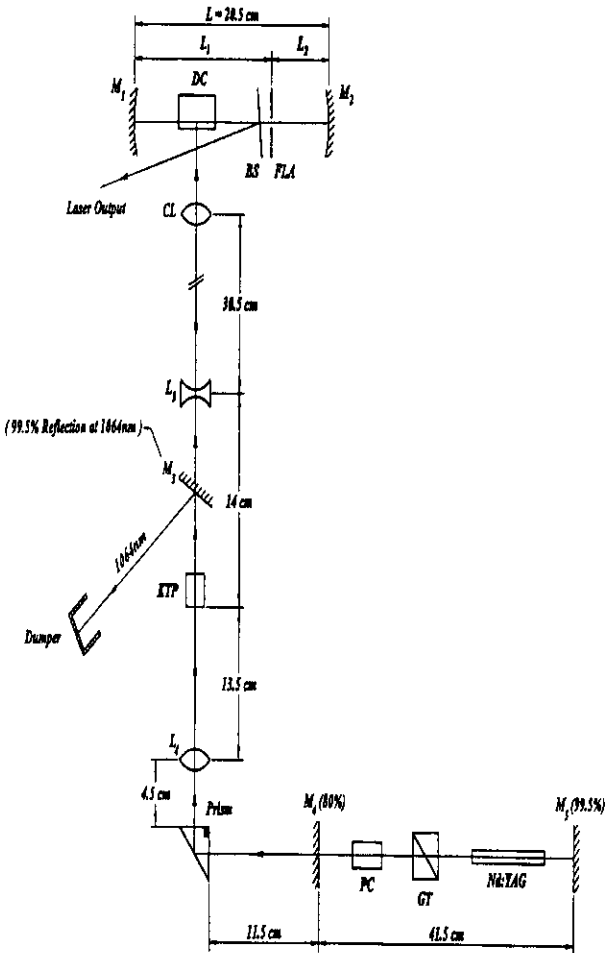 L = 20.5 cm
L1 L2
M1 DC M2
BS FLA
Laser Output
CL
30.5 cm
L3
( 99.5% Reflection at 1064nm )
M3
14 cm
1064nm
KTP
Dumper
13.5 cm
L4
4.5 cm
Prism
M4 (80%)
M5 (99.5%)
PC
GT
Nd:YAG
11.5 cm
41.5 cm